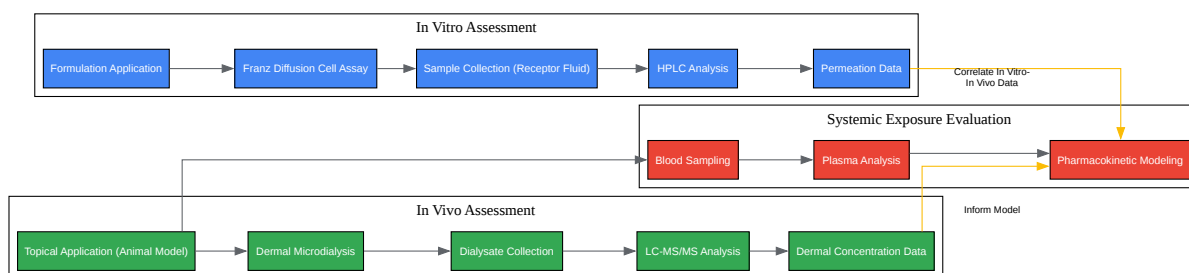 In Vitro Assessment
Formulation Application
Franz Diffusion Cell Assay
Sample Collection (Receptor Fluid)
HPLC Analysis
Permeation Data
Correlate In Vitro-
In Vivo Data
Systemic Exposure Evaluation
Blood Sampling
Plasma Analysis
Pharmacokinetic Modeling
In Vivo Assessment
Inform Model
Topical Application (Animal Model)
Dermal Microdialysis
Dialysate Collection
LC-MS/MS Analysis
Dermal Concentration Data